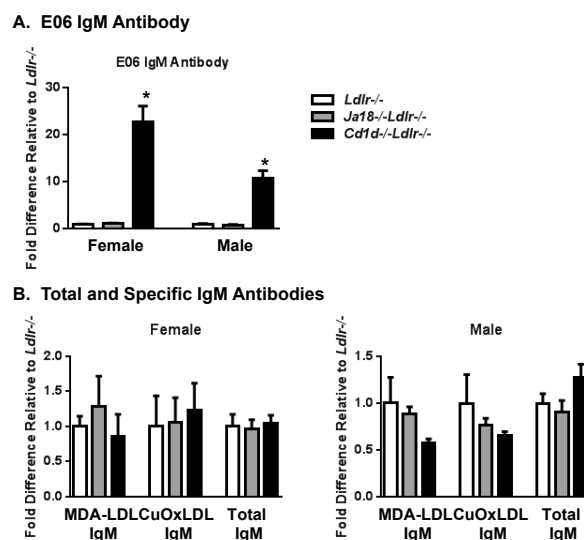 A. E06 IgM Antibody
E06 IgM Antibody
Fold Difference Relative to Ldlr-/-
30
20
10
0
*
*
Female
Male
Ldlr-/-
Ja18-/-Ldlr-/-
Cd1d-/-Ldlr-/-
B. Total and Specific IgM Antibodies
Female
Fold Difference Relative to Ldlr-/-
2.0
1.5
1.0
0.5
0.0
MDA-LDL
IgM
CuOxLDL
IgM
Total
IgM
Male
Fold Difference Relative to Ldlr-/-
1.5
1.0
0.5
0.0
MDA-LDL
IgM
CuOxLDL
IgM
Total
IgM